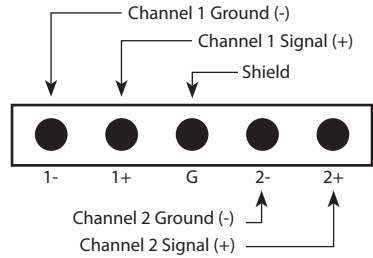 Channel 1 Ground (-)
Channel 1 Signal (+)
Shield
1- 1+ G 2- 2+
Channel 2 Ground (-)
Channel 2 Signal (+)